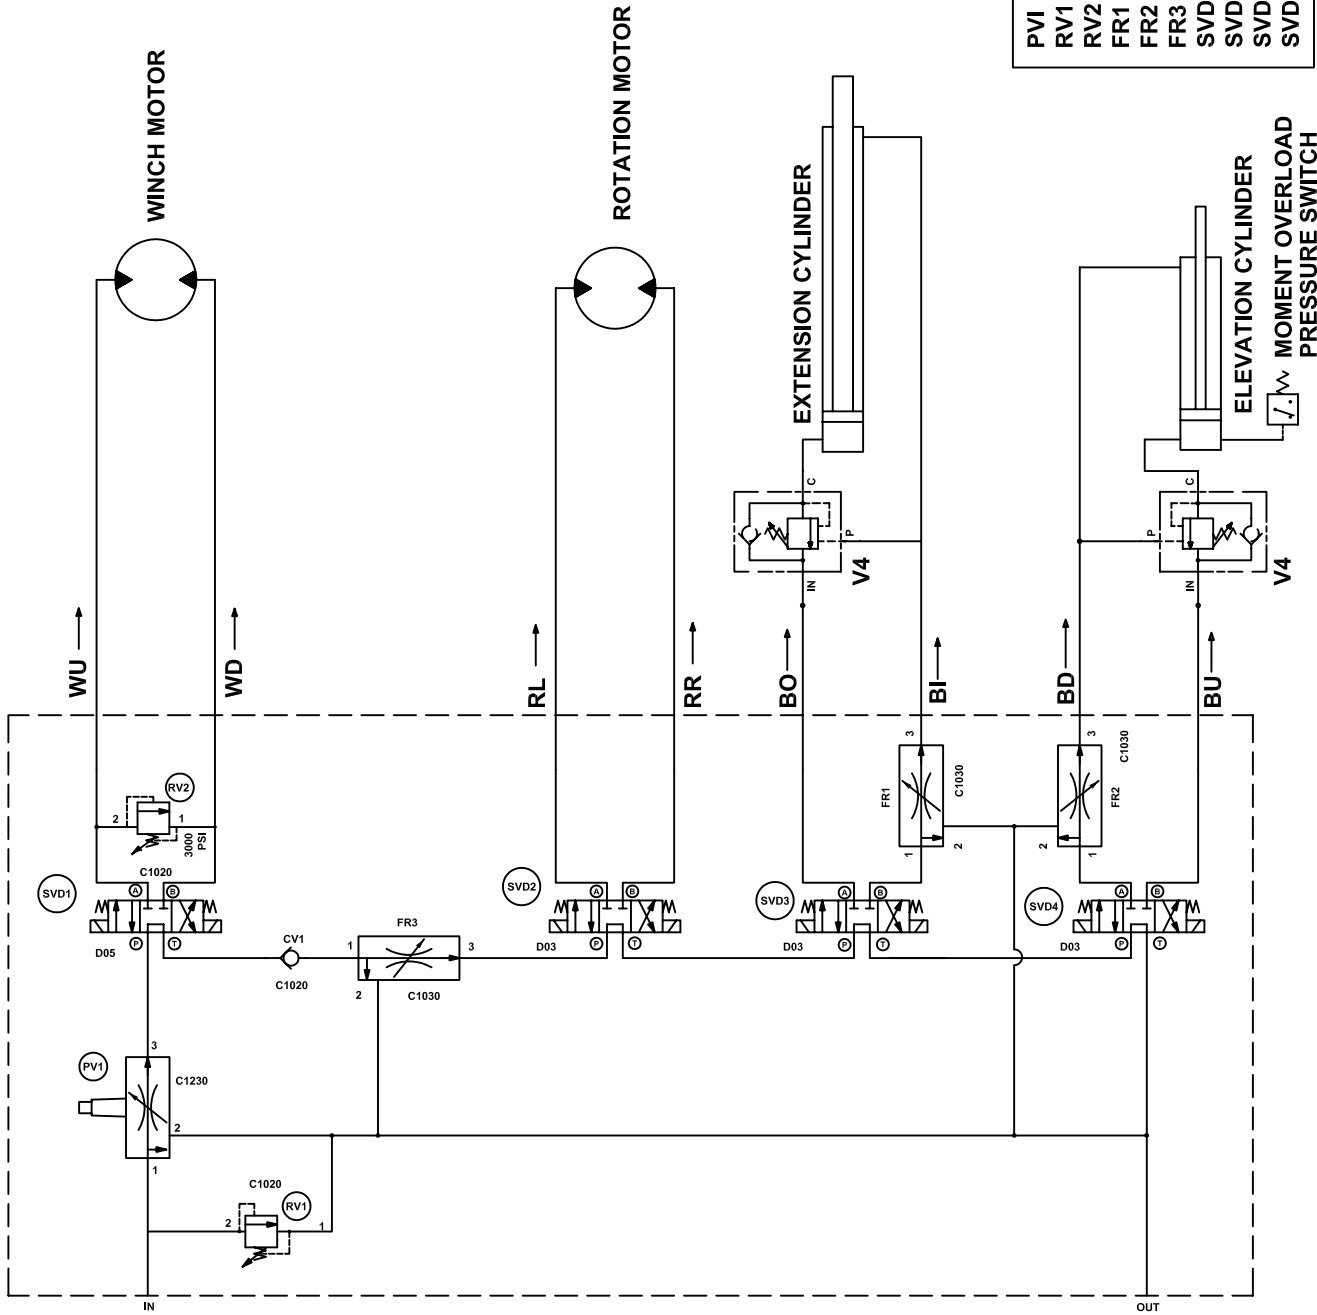 WINCH MOTOR
ROTATION MOTOR
EXTENSION CYLINDER
ELEVATION CYLINDER
MOMENT OVERLOAD
PRESSURE SWITCH
PVI
RV1
RV2
FR1
FR2
FR3
SVD
SVD
SVD
SVD
C
P
IN
V4
C
P
IN
V4
WU
WD
RL
RR
BO
BI
BD
BU
RV2
2
1
3000
PSI
C1020
SVD1
A
B
P
T
D05
SVD2
A
B
P
T
D03
SVD3
A
B
P
T
D03
SVD4
A
B
P
T
D03
FR1
3
C1030
1
2
FR2
3
C1030
2
1
CV1
C1020
FR3
1
3
2
C1030
PV1
3
C1230
2
1
C1020
RV1
2
1
IN
OUT